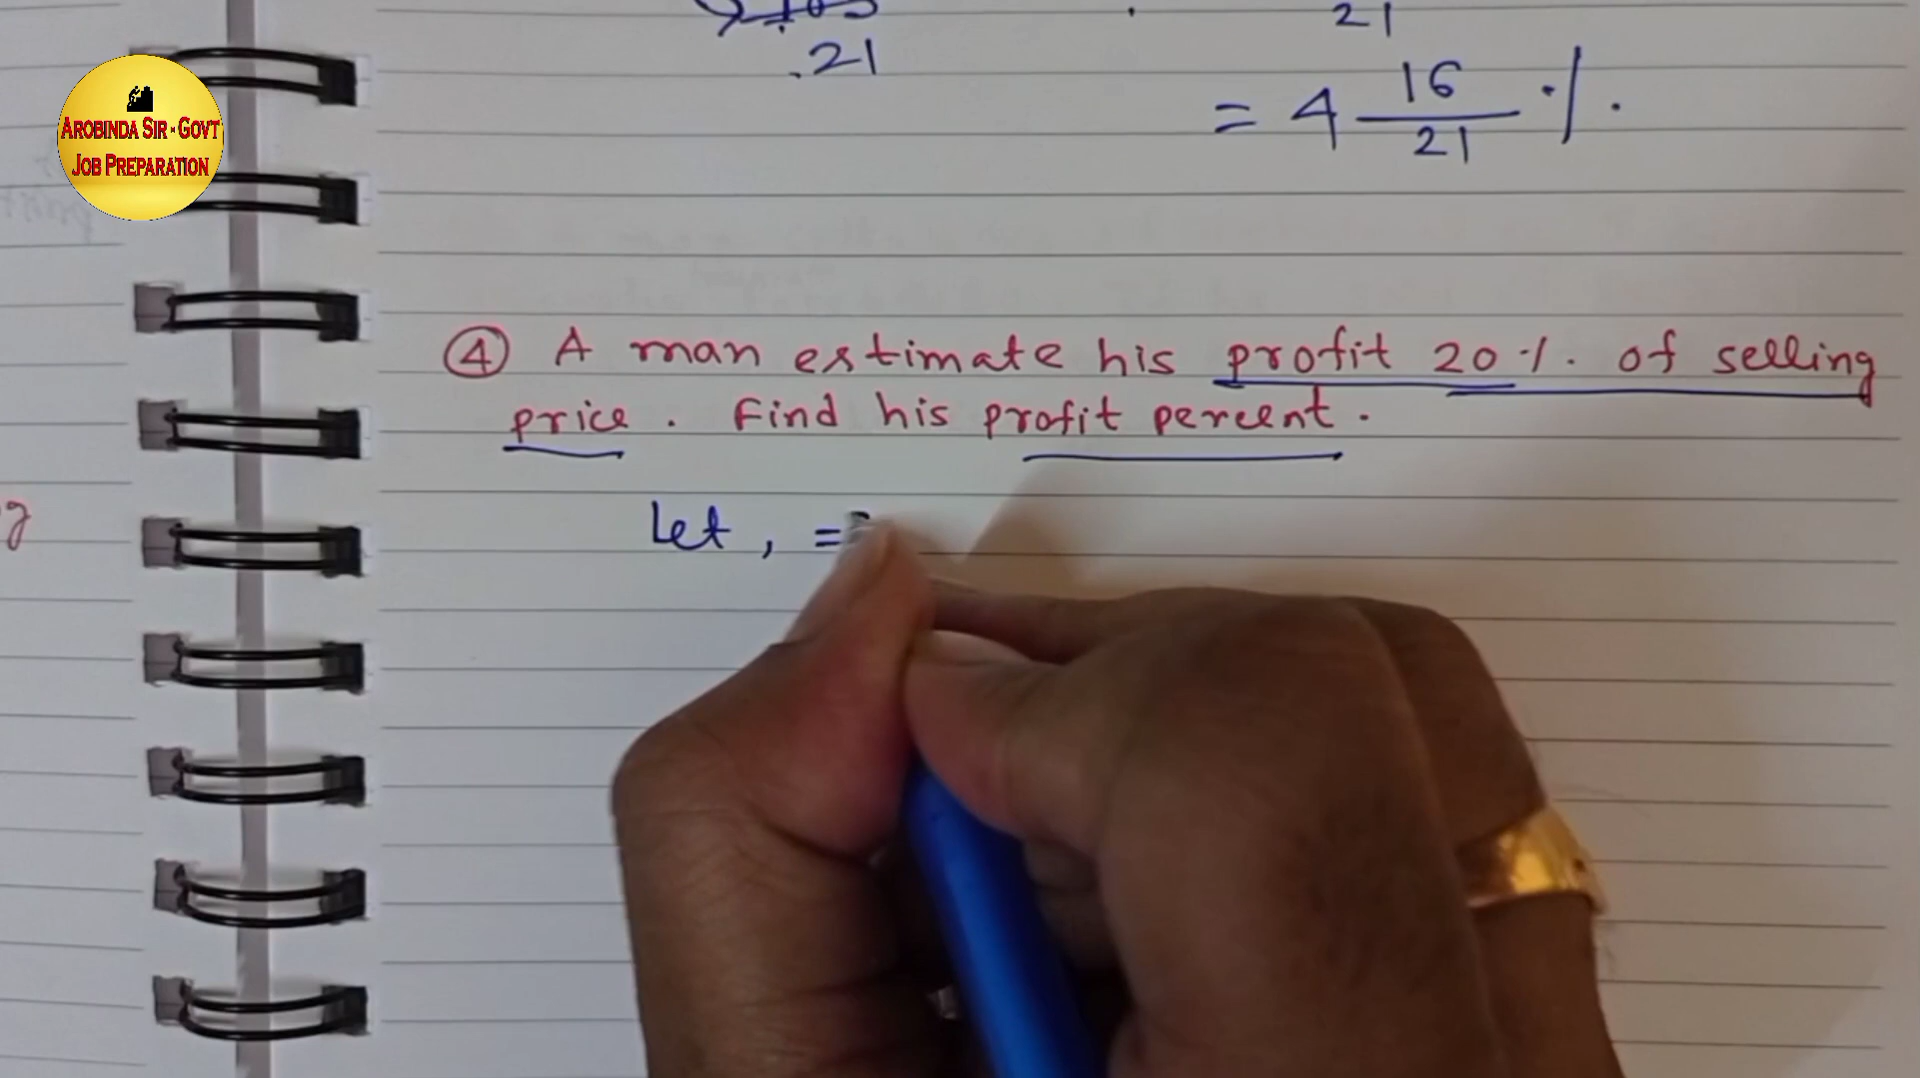 .21
21
= 4 16/21 %.
AROBINDA SIR - GOVT
JOB PREPARATION
④ A man estimate his profit 20 %. of selling
price. Find his profit percent.
Let, =